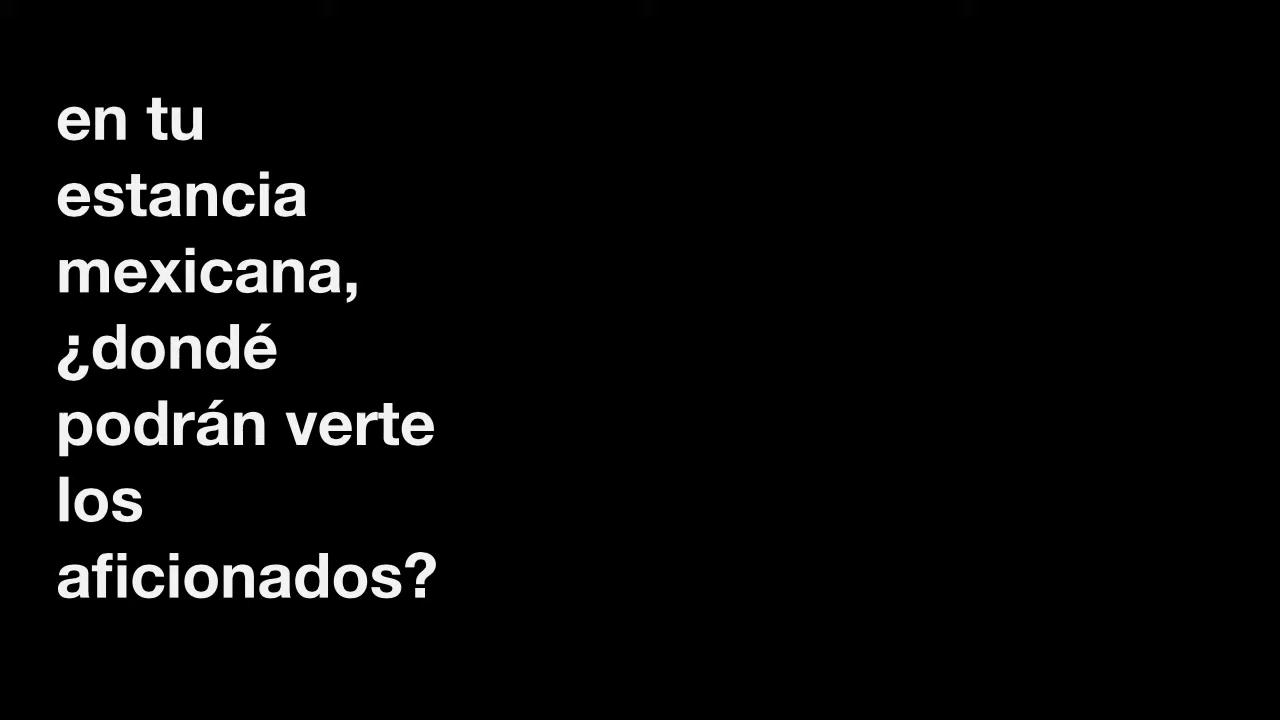 en tu
estancia
mexicana,
¿dondé
podrán verte
los
aficionados?